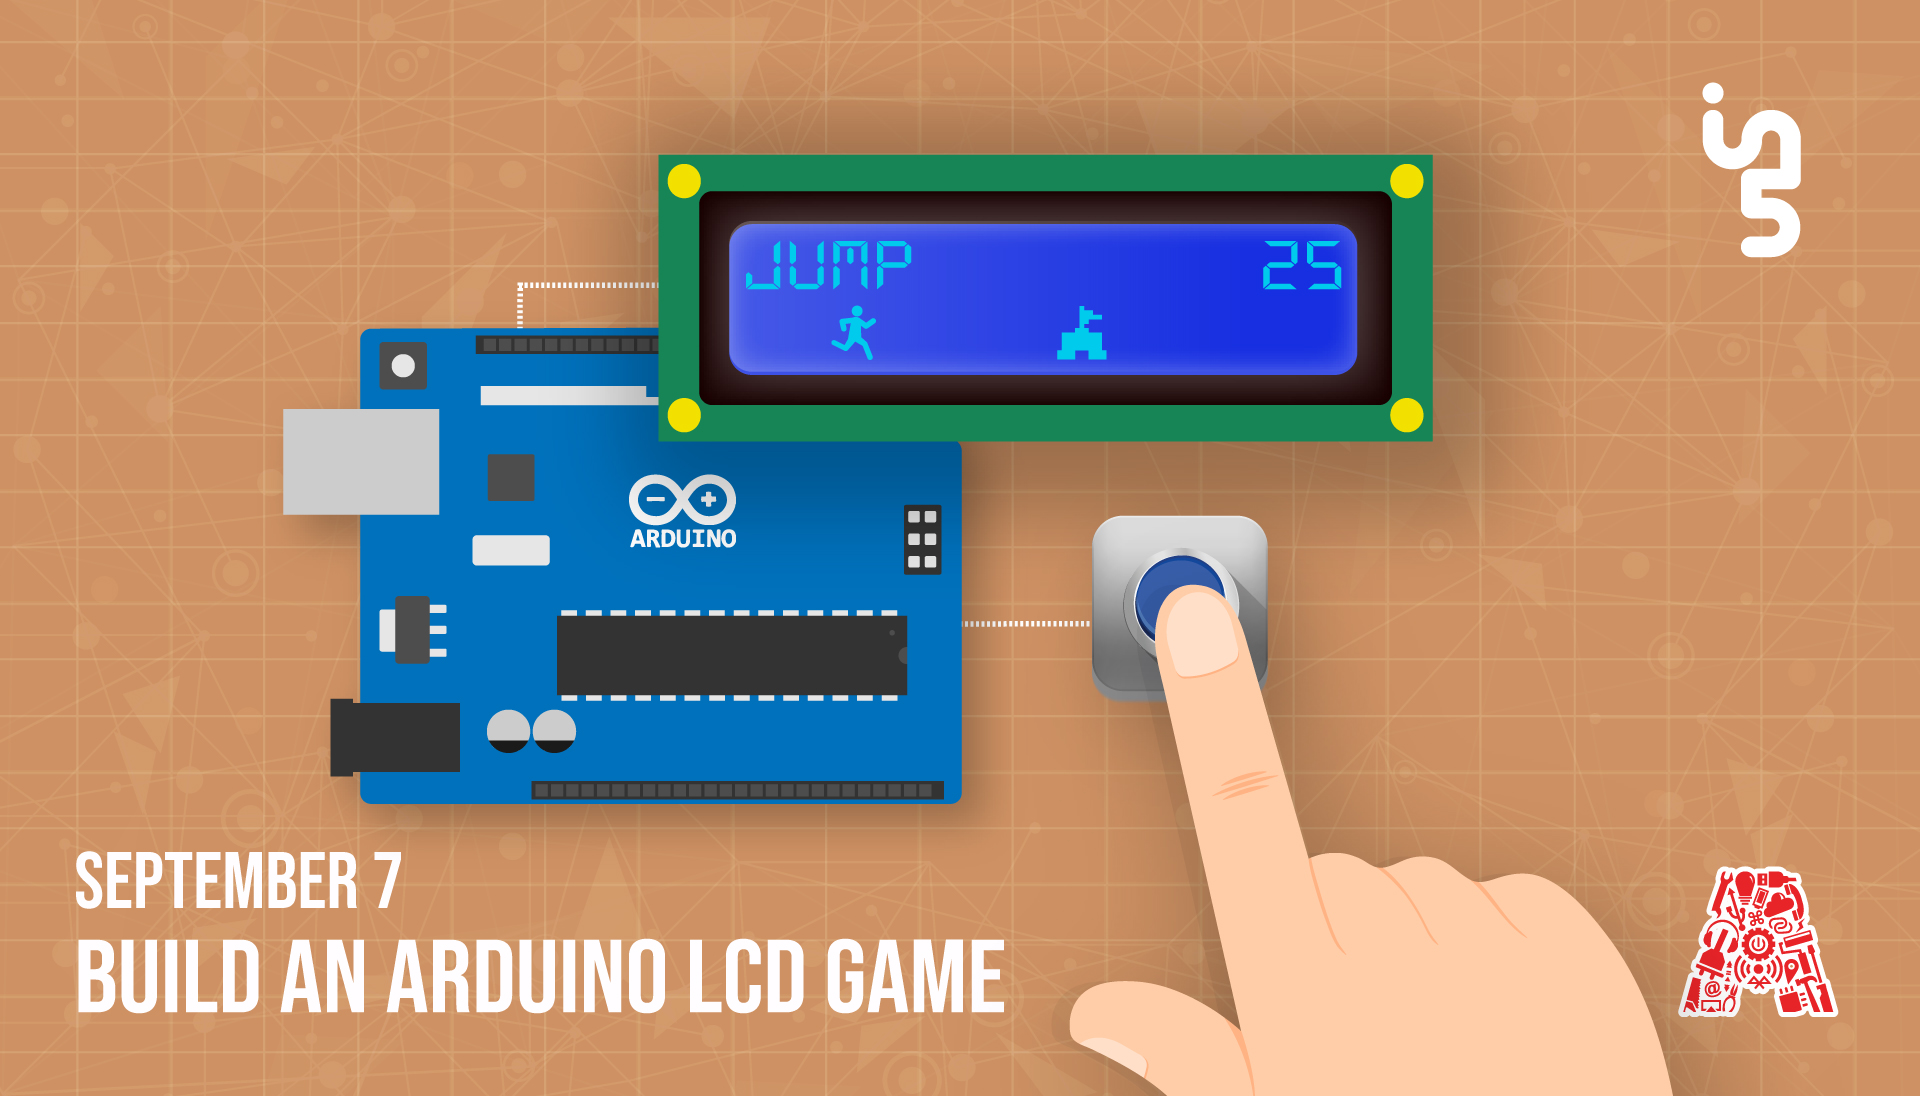 JUMP 25
ARDUINO
SEPTEMBER 7
BUILD AN ARDUINO LCD GAME